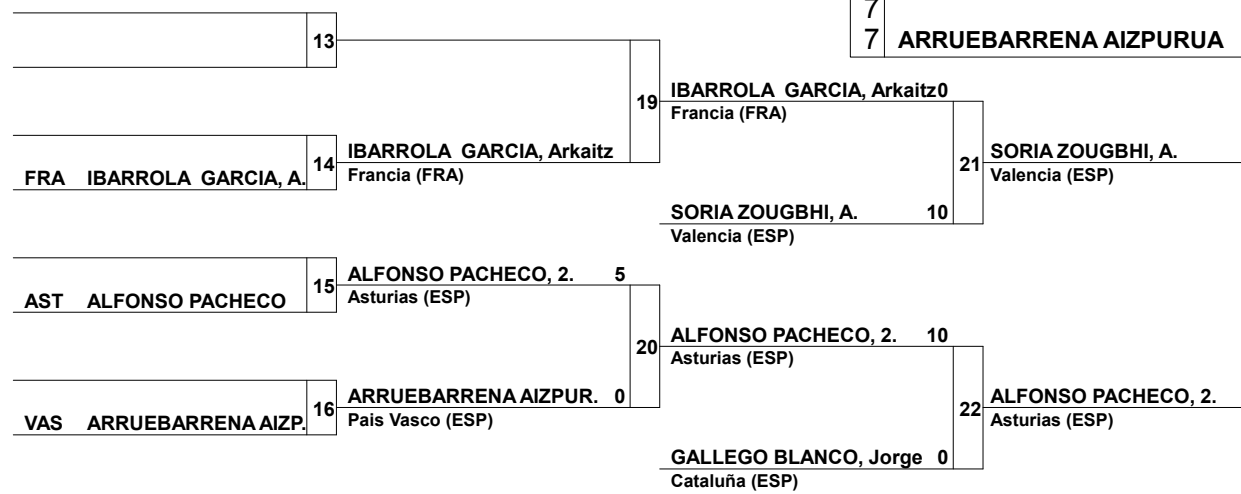 7
7 ARRUEBARRENA AIZPURUA
13
19
IBARROLA GARCIA, Arkaitz 0
Francia (FRA)
14
FRA IBARROLA GARCIA, A.
IBARROLA GARCIA, Arkaitz
Francia (FRA)
21
SORIA ZOUGBHI, A.
Valencia (ESP)
SORIA ZOUGBHI, A. 10
Valencia (ESP)
15
AST ALFONSO PACHECO
ALFONSO PACHECO, 2. 5
Asturias (ESP)
20
ALFONSO PACHECO, 2. 10
Asturias (ESP)
16
VAS ARRUEBARRENA AIZP.
ARRUEBARRENA AIZPUR. 0
Pais Vasco (ESP)
22
ALFONSO PACHECO, 2.
Asturias (ESP)
GALLEGO BLANCO, Jorge 0
Cataluña (ESP)